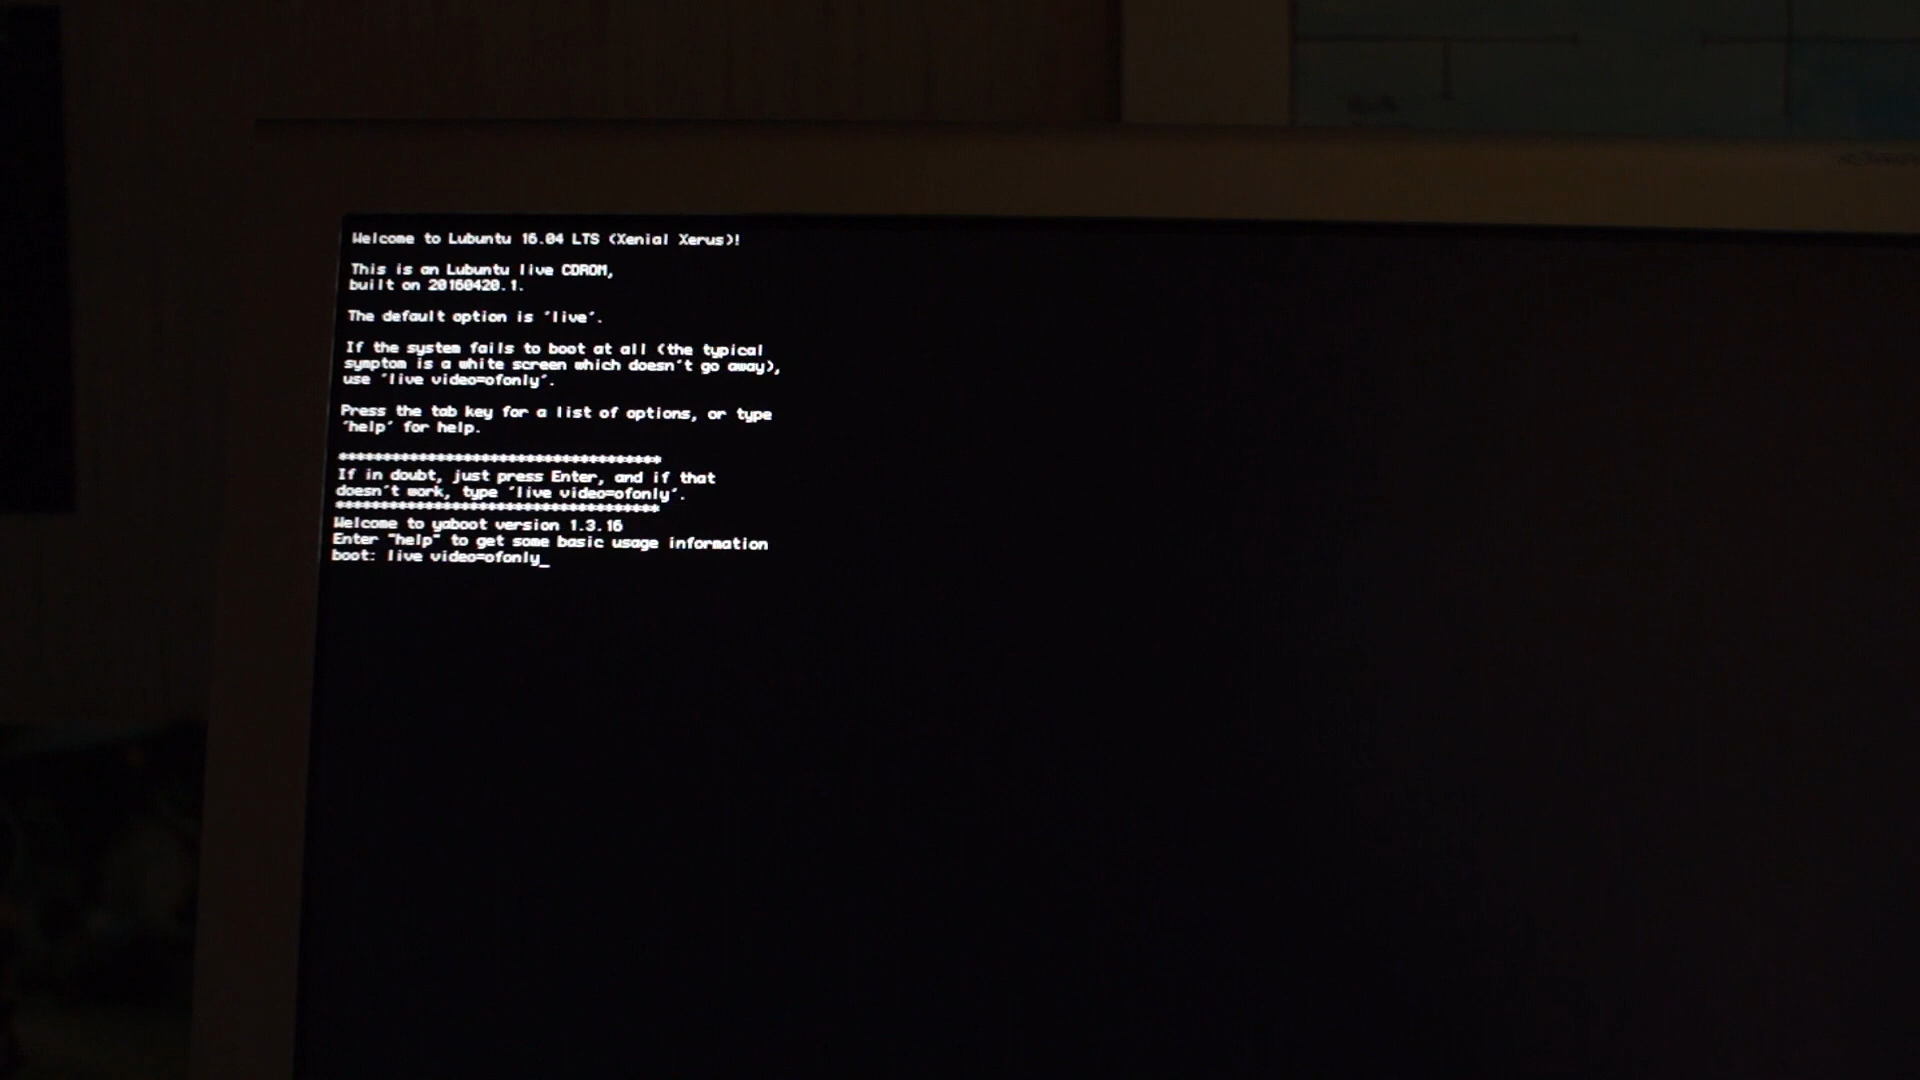 Welcome to Lubuntu 16.04 LTS (Xenial Xerus)!
This is an Lubuntu live CDROM,
built on 20160420.1.
The default option is 'live'.
If the system fails to boot at all (the typical
symptom is a white screen which doesn't go away),
use 'live video=ofonly'.
Press the tab key for a list of options, or type
'help' for help.
***********************************
If in doubt, just press Enter, and if that
doesn't work, type 'live video=ofonly'.
***********************************
Welcome to yaboot version 1.3.16
Enter "help" to get some basic usage information
boot: live video=ofonly_